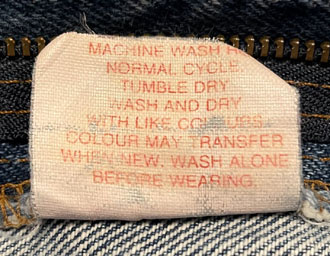 MACHINE WASH
NORMAL CYCLE
TUMBLE DRY
WASH AND DRY
WITH LIKE COLOURS.
COLOUR MAY TRANSFER
WHEN NEW. WASH ALONE
BEFORE WEARING.